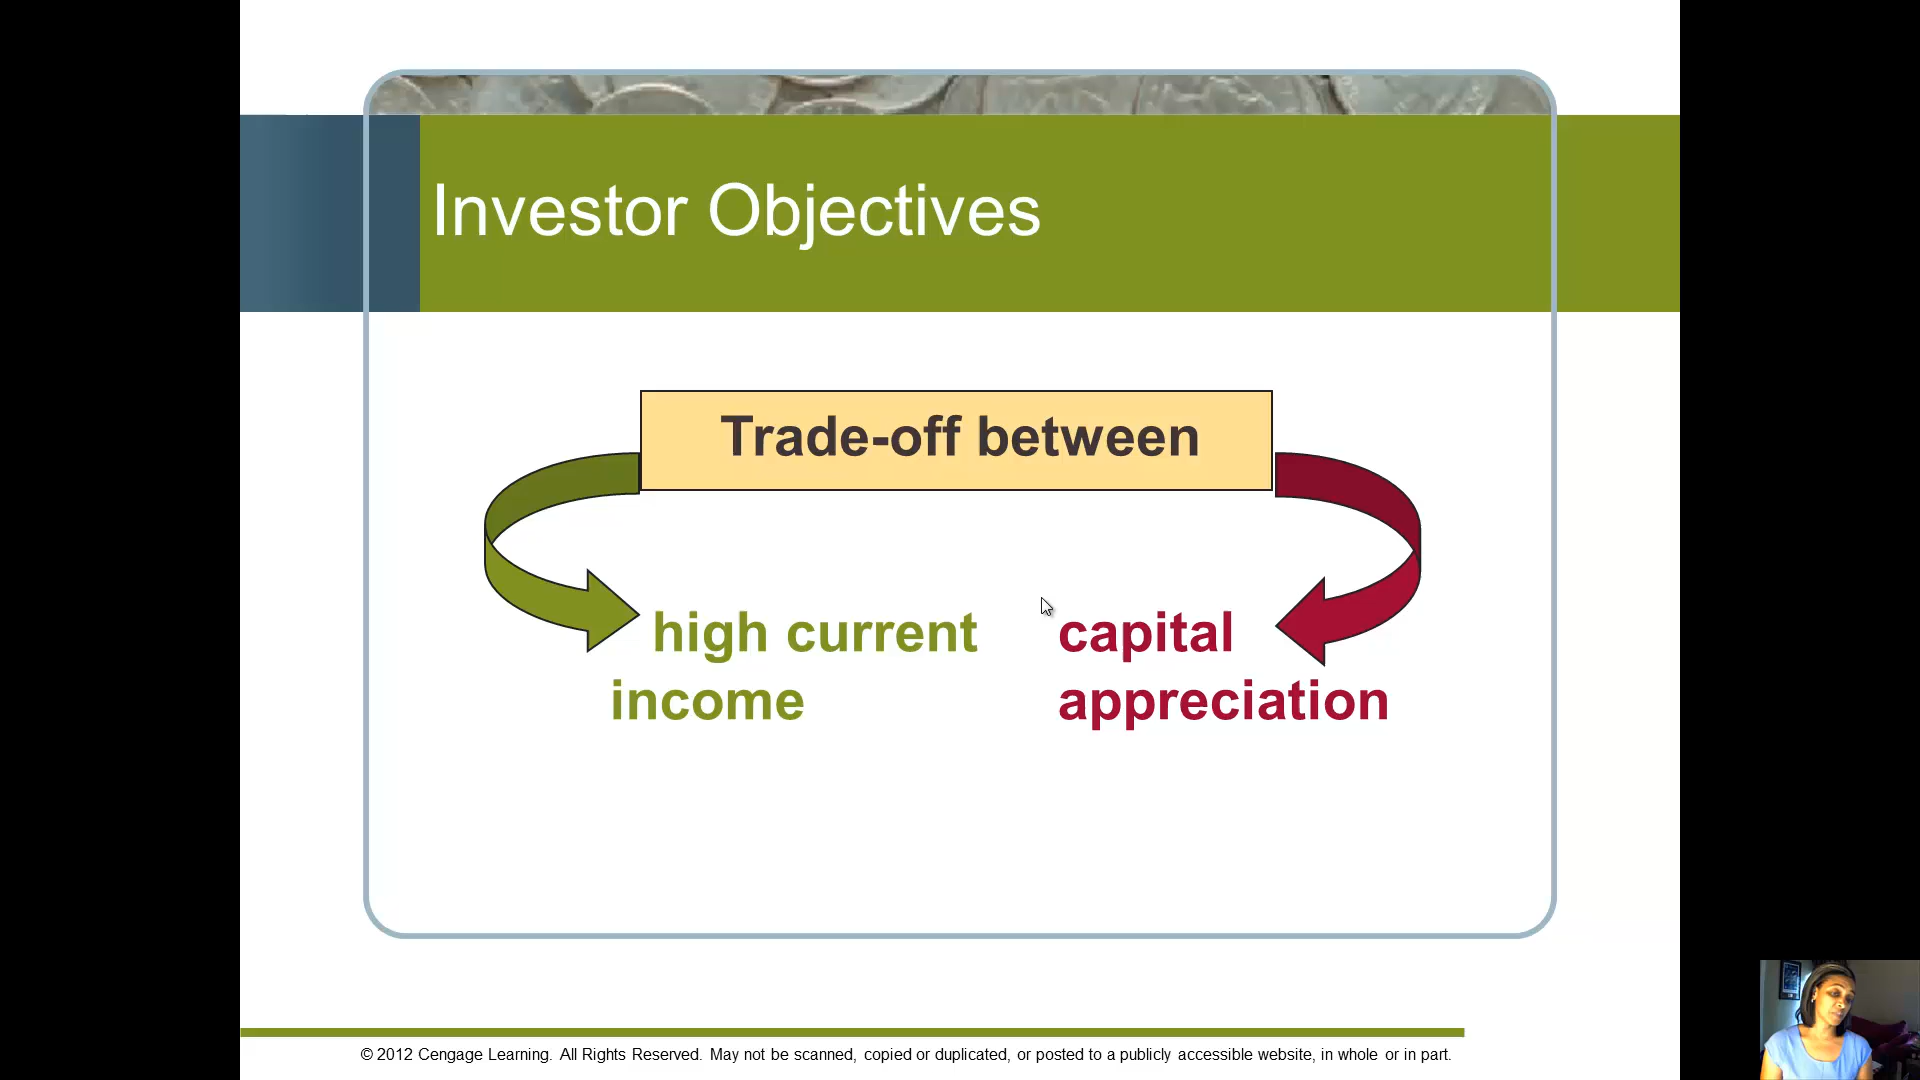 Investor Objectives
Trade-off between
high current
income
capital
appreciation
© 2012 Cengage Learning. All Rights Reserved. May not be scanned, copied or duplicated, or posted to a publicly accessible website, in whole or in part.